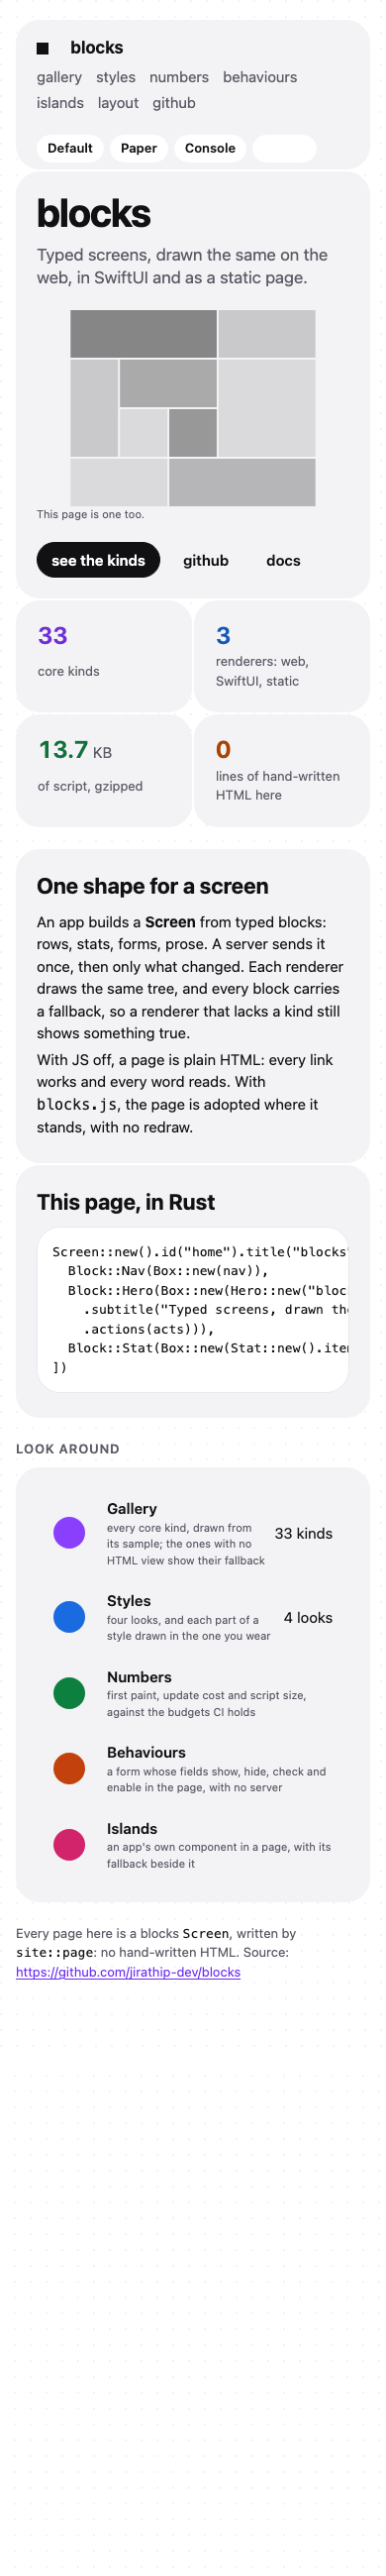 blocks
gallery styles numbers behaviours
islands layout github
Default Paper Console
blocks
Typed screens, drawn the same on the
web, in SwiftUI and as a static page.
This page is one too.
see the kinds github docs
33
core kinds
3
renderers: web,
SwiftUI, static
13.7 KB
of script, gzipped
0
lines of hand-written
HTML here
One shape for a screen
An app builds a Screen from typed blocks:
rows, stats, forms, prose. A server sends it
once, then only what changed. Each renderer
draws the same tree, and every block carries
a fallback, so a renderer that lacks a kind still
shows something true.
With JS off, a page is plain HTML: every link
works and every word reads. With
blocks.js, the page is adopted where it
stands, with no redraw.
This page, in Rust
Screen::new().id("home").title("blocks"
Block::Nav(Box::new(nav)),
Block::Hero(Box::new(Hero::new("bloc
.subtitle("Typed screens, drawn the
.actions(acts))),
Block::Stat(Box::new(Stat::new().ite
])
LOOK AROUND
Gallery
every core kind, drawn from
its sample; the ones with no
HTML view show their fallback
33 kinds
Styles
four looks, and each part of a
style drawn in the one you wear
4 looks
Numbers
first paint, update cost and script size,
against the budgets CI holds
Behaviours
a form whose fields show, hide, check and
enable in the page, with no server
Islands
an app's own component in a page, with its
fallback beside it
Every page here is a blocks Screen, written by
site::page: no hand-written HTML. Source:
https://github.com/jirathip-dev/blocks